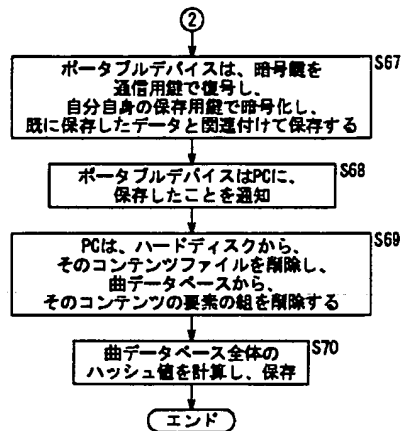 2
ポータブルデバイスは、暗号鍵を
通信用鍵で復号し、
自分自身の保存用鍵で暗号化し、
既に保存したデータと関連付けて保存する
S67
ポータブルデバイスはPCに、
保存したことを通知
S68
PCは、ハードディスクから、
そのコンテンツファイルを削除し、
曲データベースから、
そのコンテンツの要素の組を削除する
S69
曲データベース全体の
ハッシュ値を計算し、保存
S70
エンド